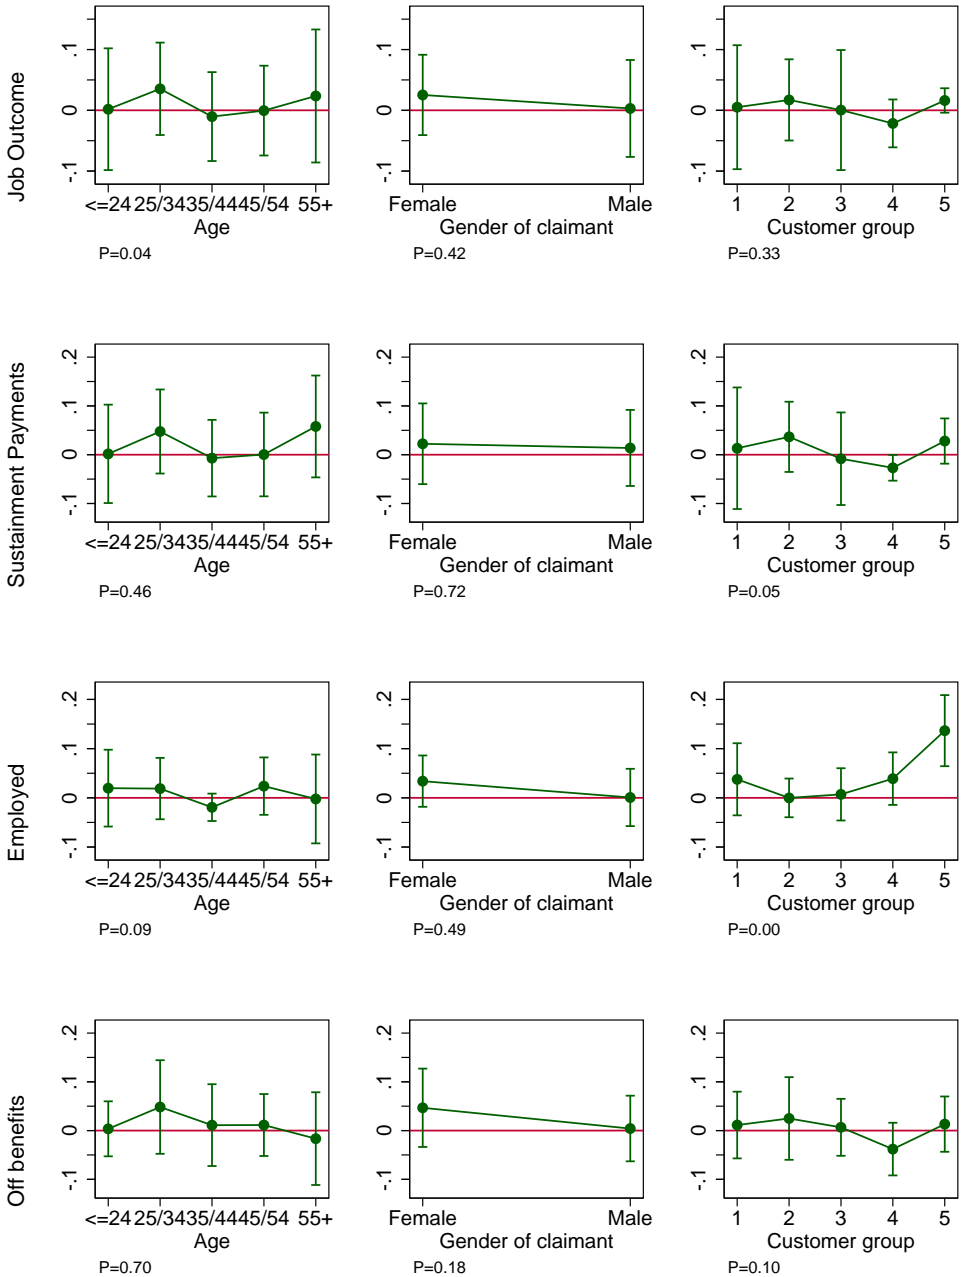 Job Outcome
.1
0
-.1
<=24 25/34 35/44 45/54 55+
Age
P=0.04
.1
0
-.1
Female Male
Gender of claimant
P=0.42
.1
0
-.1
1 2 3 4 5
Customer group
P=0.33
Sustainment Payments
.2
.1
0
-.1
<=24 25/34 35/44 45/54 55+
Age
P=0.46
.2
.1
0
-.1
Female Male
Gender of claimant
P=0.72
.2
.1
0
-.1
1 2 3 4 5
Customer group
P=0.05
Employed
.2
.1
0
-.1
<=24 25/34 35/44 45/54 55+
Age
P=0.09
.2
.1
0
-.1
Female Male
Gender of claimant
P=0.49
.2
.1
0
-.1
1 2 3 4 5
Customer group
P=0.00
Off benefits
.2
.1
0
-.1
<=24 25/34 35/44 45/54 55+
Age
P=0.70
.2
.1
0
-.1
Female Male
Gender of claimant
P=0.18
.2
.1
0
-.1
1 2 3 4 5
Customer group
P=0.10